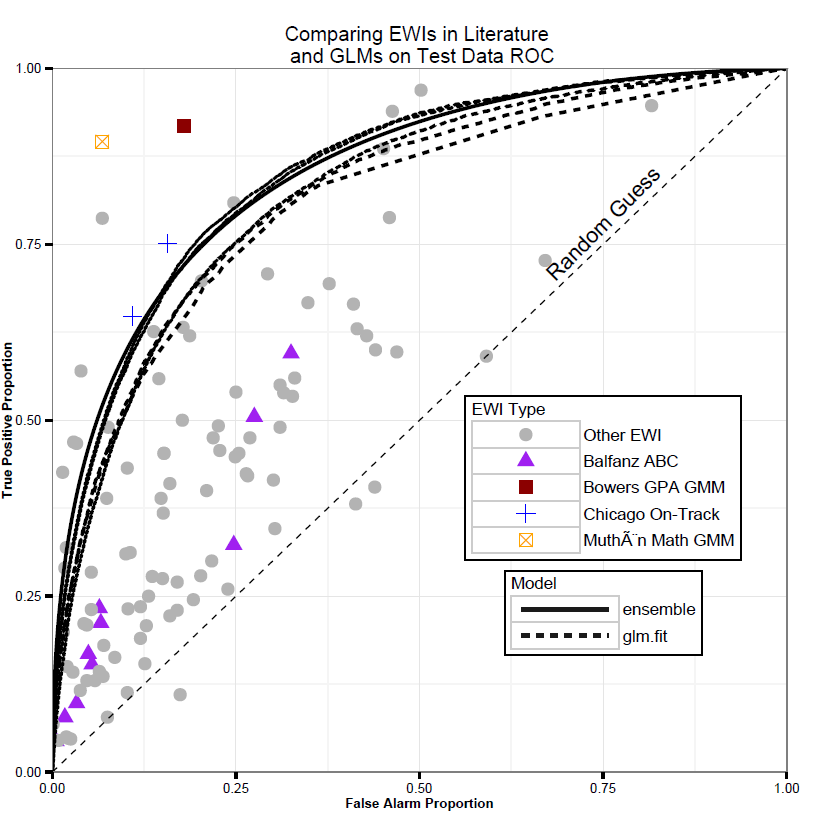 Comparing EWIs in Literature
and GLMs on Test Data ROC
True Positive Proportion
1.00
0.75
0.50
0.25
0.00
Random Guess
EWI Type
Other EWI
Balfanz ABC
Bowers GPA GMM
Chicago On-Track
MuthÃ¨n Math GMM
Model
ensemble
glm.fit
0.00
0.25
0.50
0.75
1.00
False Alarm Proportion